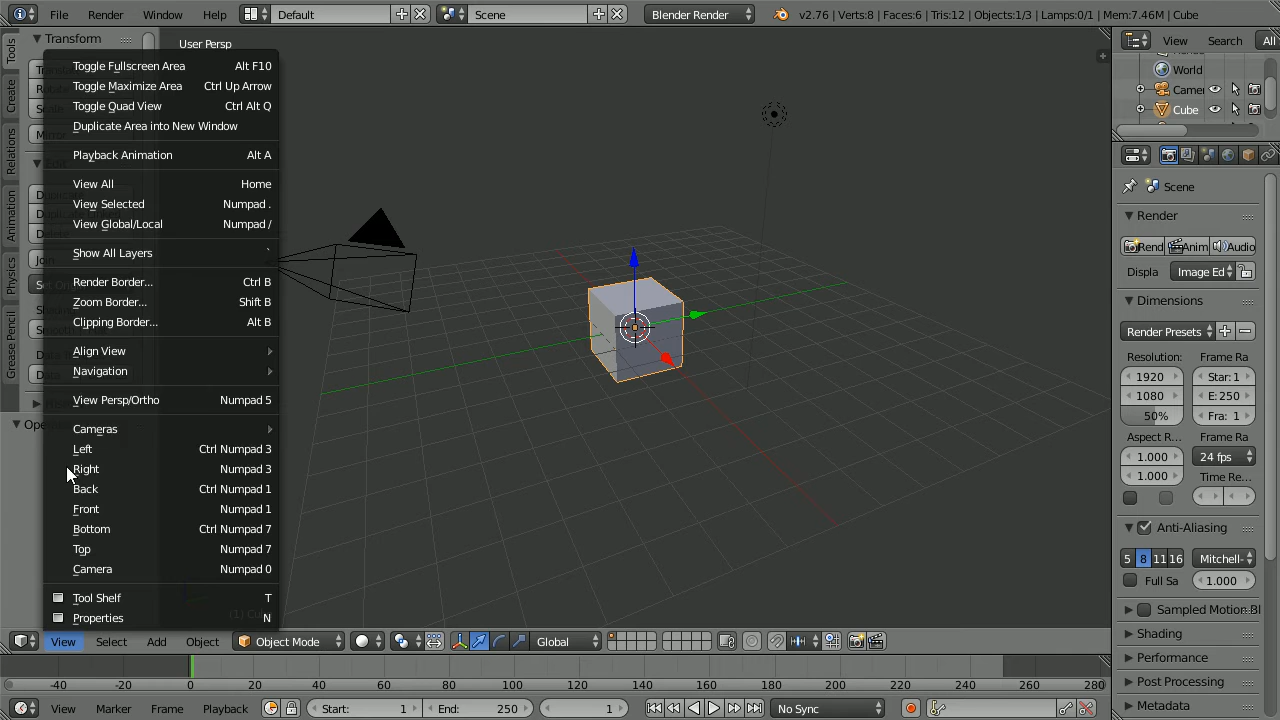 File Render Window Help Default Scene Blender Render v2.76 | Verts:8 | Faces:6 | Tris:12 | Objects:1/3 | Lamps:0/1 | Mem:7.46M | Cube
Tools
Create
Relations
Animation
Physics
Grease Pencil
Transform
User Persp
Toggle Fullscreen Area Alt F10
Toggle Maximize Area Ctrl Up Arrow
Toggle Quad View Ctrl Alt Q
Duplicate Area into New Window
Playback Animation Alt A
View All Home
View Selected Numpad .
View Global/Local Numpad /
Show All Layers `
Render Border... Ctrl B
Zoom Border... Shift B
Clipping Border... Alt B
Align View
Navigation
View Persp/Ortho Numpad 5
Cameras
Left Ctrl Numpad 3
Right Numpad 3
Back Ctrl Numpad 1
Front Numpad 1
Bottom Ctrl Numpad 7
Top Numpad 7
Camera Numpad 0
Tool Shelf T
Properties N
View Select Add Object Object Mode Global
-40 -20 0 20 40 60 80 100 120 140 160 180 200 220 240 260 280
View Marker Frame Playback Start: 1 End: 250 1 No Sync
View Search All
World
Camer
Cube
Scene
Render
Rend Anim Audio
Displa Image Ed
Dimensions
Render Presets
Resolution: Frame Ra
1920 Star: 1
1080 E: 250
50% Fra: 1
Aspect R... Frame Ra
1.000 24 fps
1.000 Time Re...
Anti-Aliasing
5 8 11 16 Mitchell-
Full Sa 1.000
Sampled Motion Bl
Shading
Performance
Post Processing
Metadata